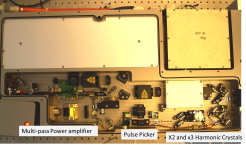 Multi-pass Power amplifier
Pulse Picker
X2 and x3 Harmonic Crystals